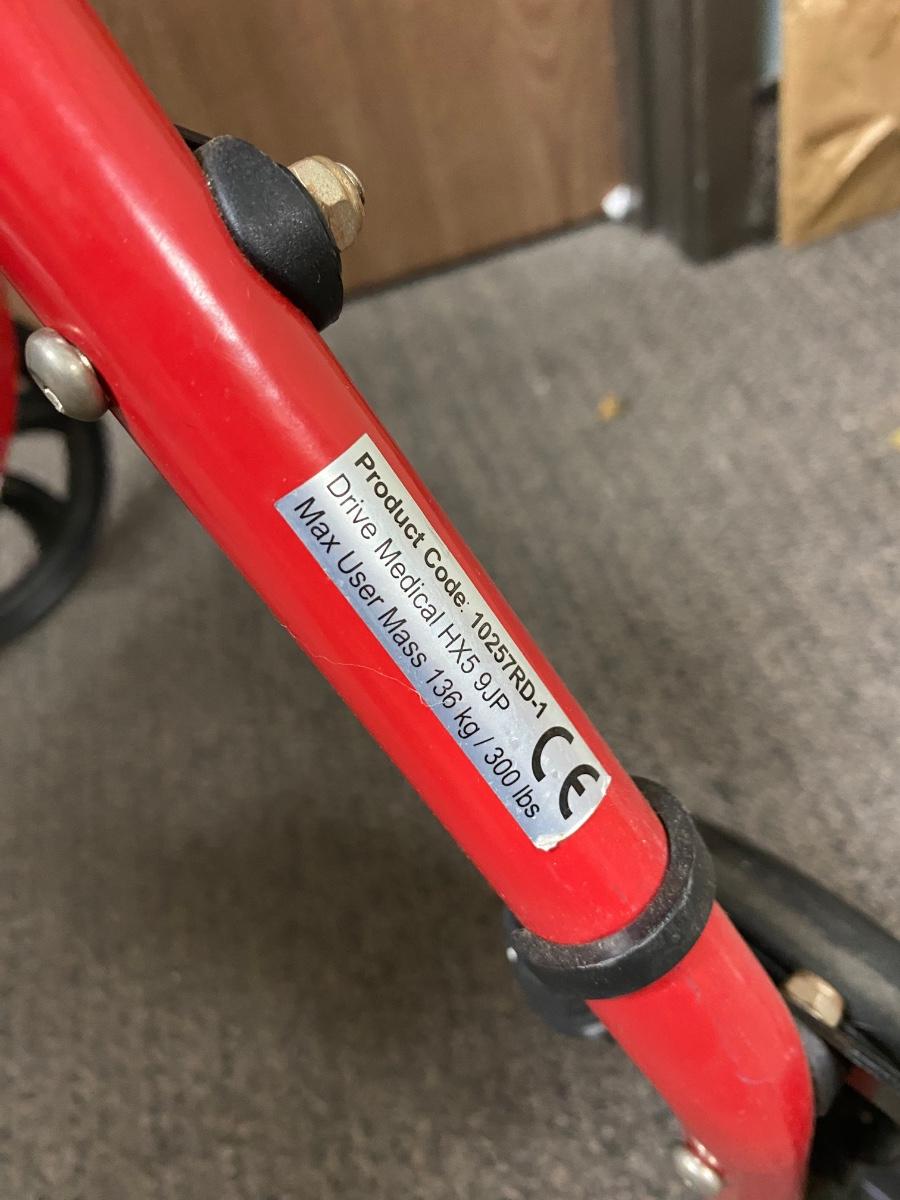 Product Code: 10257RD-1
Drive Medical HX5 9JP
Max User Mass 136 kg / 300 lbs
CE